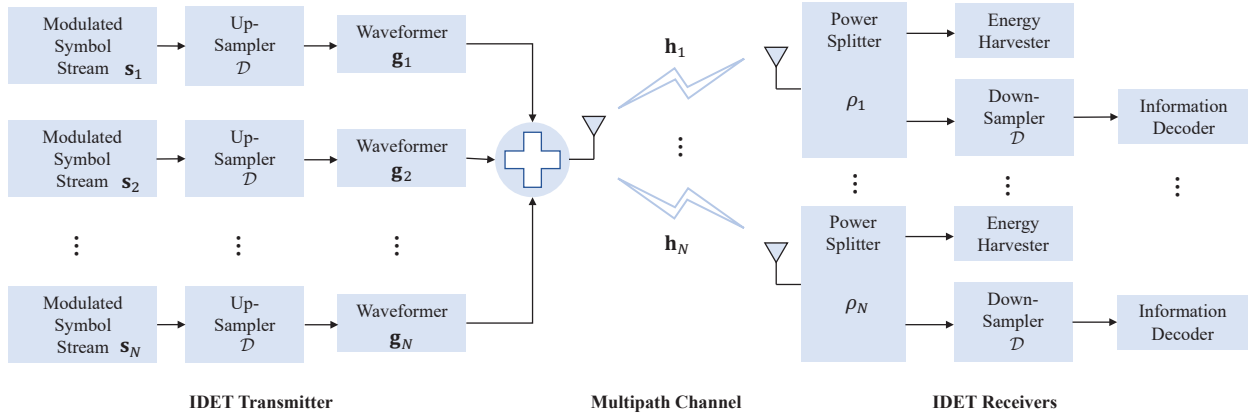 Modulated
Symbol
Stream s₁
Up-
Sampler
𝒟
Waveformer
g₁
Modulated
Symbol
Stream s₂
Up-
Sampler
𝒟
Waveformer
g₂
⋮
⋮
⋮
Modulated
Symbol
Stream s_N
Up-
Sampler
𝒟
Waveformer
g_N
h₁
⋮
h_N
Power
Splitter
ρ₁
Energy
Harvester
Down-
Sampler
𝒟
Information
Decoder
⋮
⋮
⋮
Power
Splitter
ρ_N
Energy
Harvester
Down-
Sampler
𝒟
Information
Decoder
IDET Transmitter
Multipath Channel
IDET Receivers